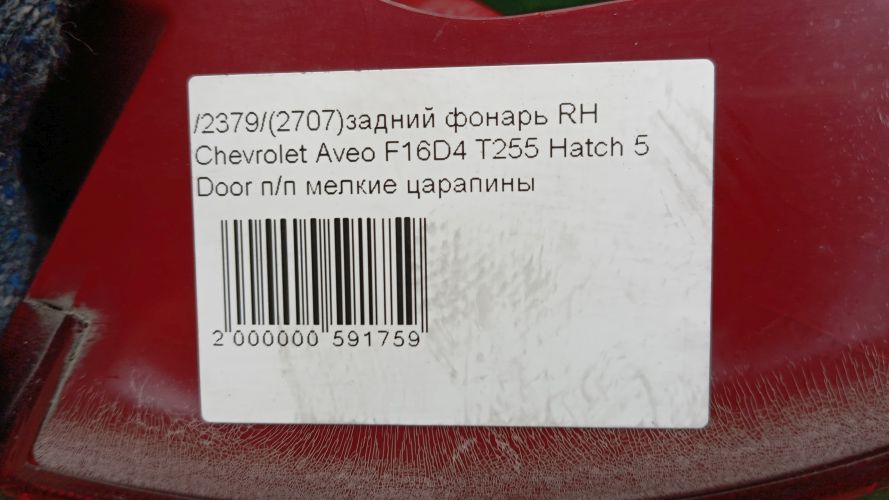 /2379/(2707)задний фонарь RH
Chevrolet Aveo F16D4 T255 Hatch 5
Door п/п мелкие царапины
2 000000 591759